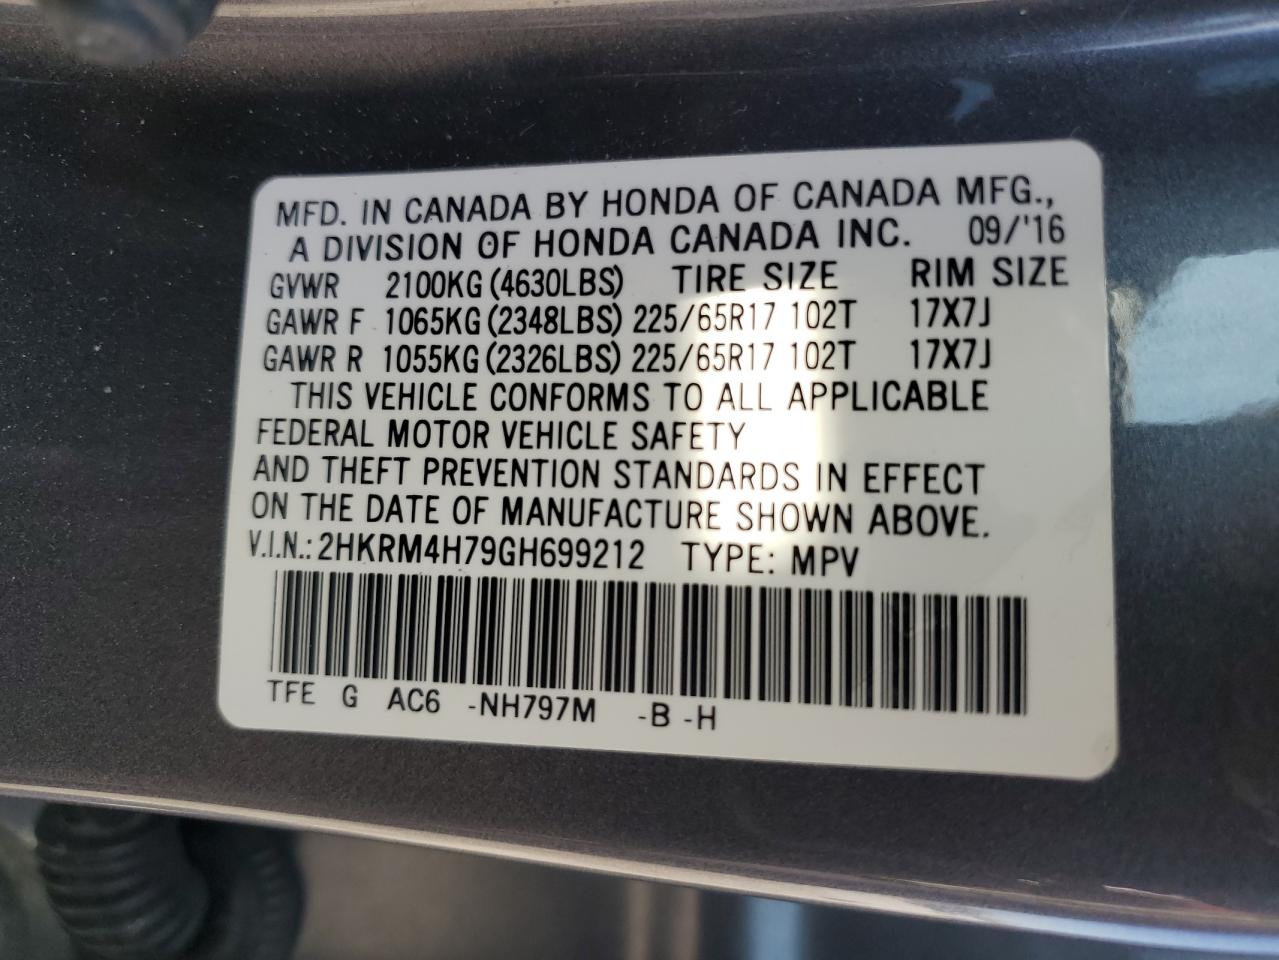 MFD. IN CANADA BY HONDA OF CANADA MFG.,
A DIVISION OF HONDA CANADA INC. 09/'16
GVWR 2100KG (4630LBS) TIRE SIZE RIM SIZE
GAWR F 1065KG (2348LBS) 225/65R17 102T 17X7J
GAWR R 1055KG (2326LBS) 225/65R17 102T 17X7J
THIS VEHICLE CONFORMS TO ALL APPLICABLE
FEDERAL MOTOR VEHICLE SAFETY
AND THEFT PREVENTION STANDARDS IN EFFECT
ON THE DATE OF MANUFACTURE SHOWN ABOVE.
V.I.N.: 2HKRM4H79GH699212 TYPE: MPV
TFE G AC6 -NH797M -B -H